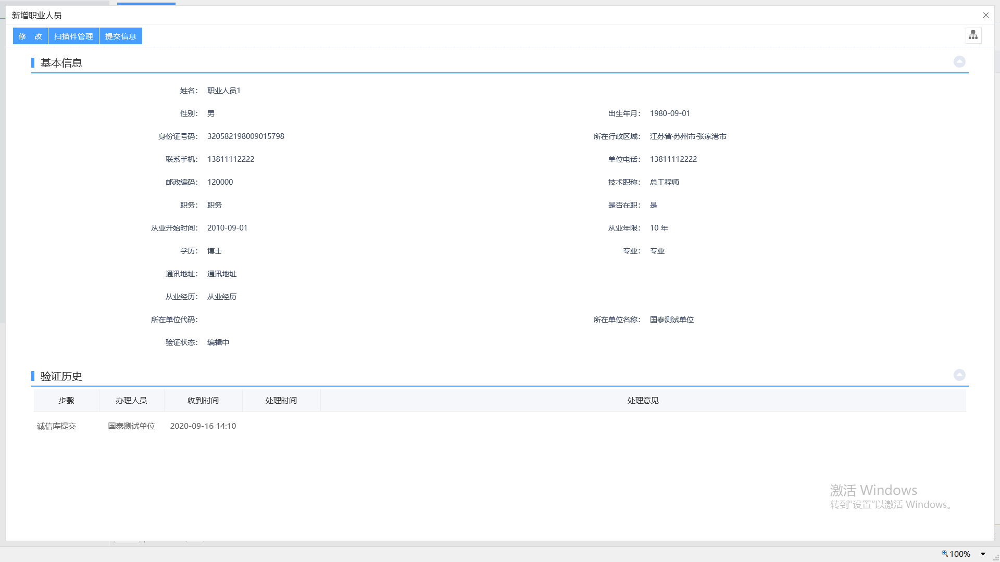 新增职业人员
修 改 扫描件管理 提交信息
基本信息
姓名： 职业人员1
性别： 男 出生年月： 1980-09-01
身份证号码： 320582198009015798 所在行政区域： 江苏省·苏州市·张家港市
联系手机： 13811112222 单位电话： 13811112222
邮政编码： 120000 技术职称： 总工程师
职务： 职务 是否在职： 是
从业开始时间： 2010-09-01 从业年限： 10 年
学历： 博士 专业： 专业
通讯地址： 通讯地址
从业经历： 从业经历
所在单位代码： 所在单位名称： 国泰测试单位
验证状态： 编辑中
验证历史
步骤 办理人员 收到时间 处理时间 处理意见
诚信库提交 国泰测试单位 2020-09-16 14:10
激活 Windows
转到“设置”以激活 Windows。
100%